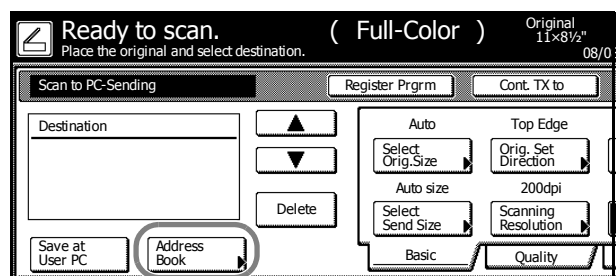 Ready to scan. ( Full-Color ) Original
11×8½"
Place the original and select destination.
08/0
Scan to PC-Sending
Register Prgrm
Cont. TX to
Destination
Delete
Save at
User PC
Address
Book
Auto
Select
Orig.Size
Top Edge
Orig. Set
Direction
Auto size
Select
Send Size
200dpi
Scanning
Resolution
Basic
Quality